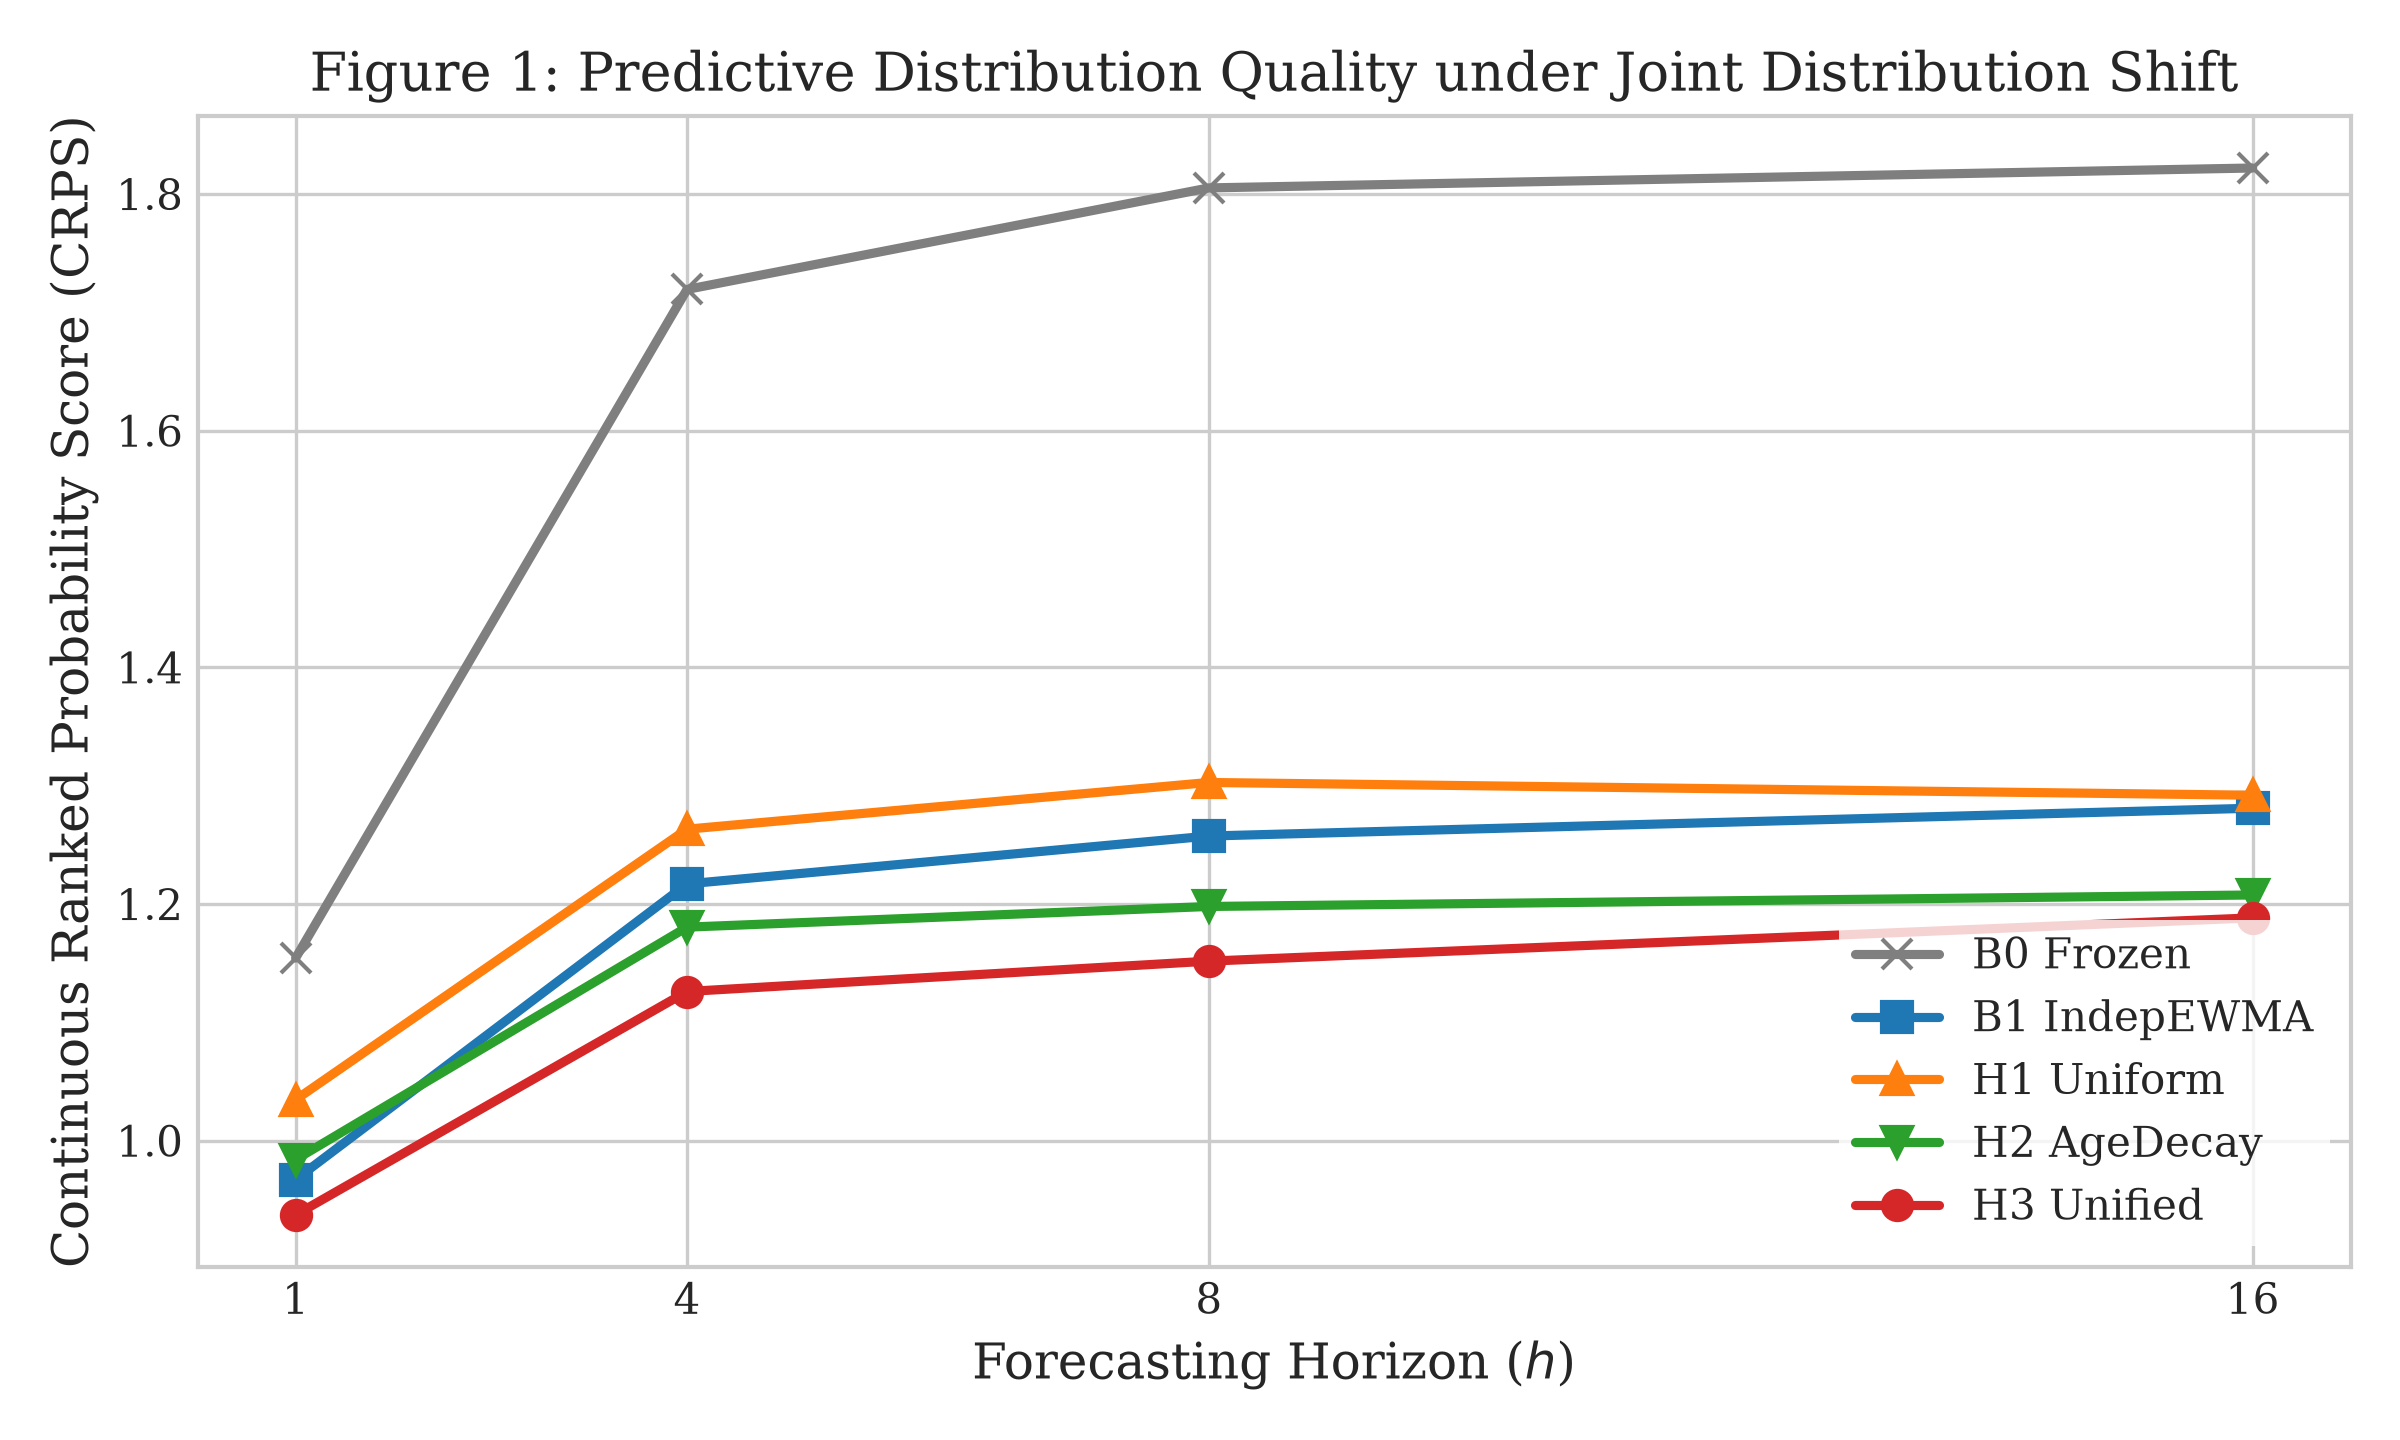 Figure 1: Predictive Distribution Quality under Joint Distribution Shift
Continuous Ranked Probability Score (CRPS)
1.8
1.6
1.4
1.2
1.0
B0 Frozen
B1 IndepEWMA
H1 Uniform
H2 AgeDecay
H3 Unified
1 4 8 16
Forecasting Horizon (h)